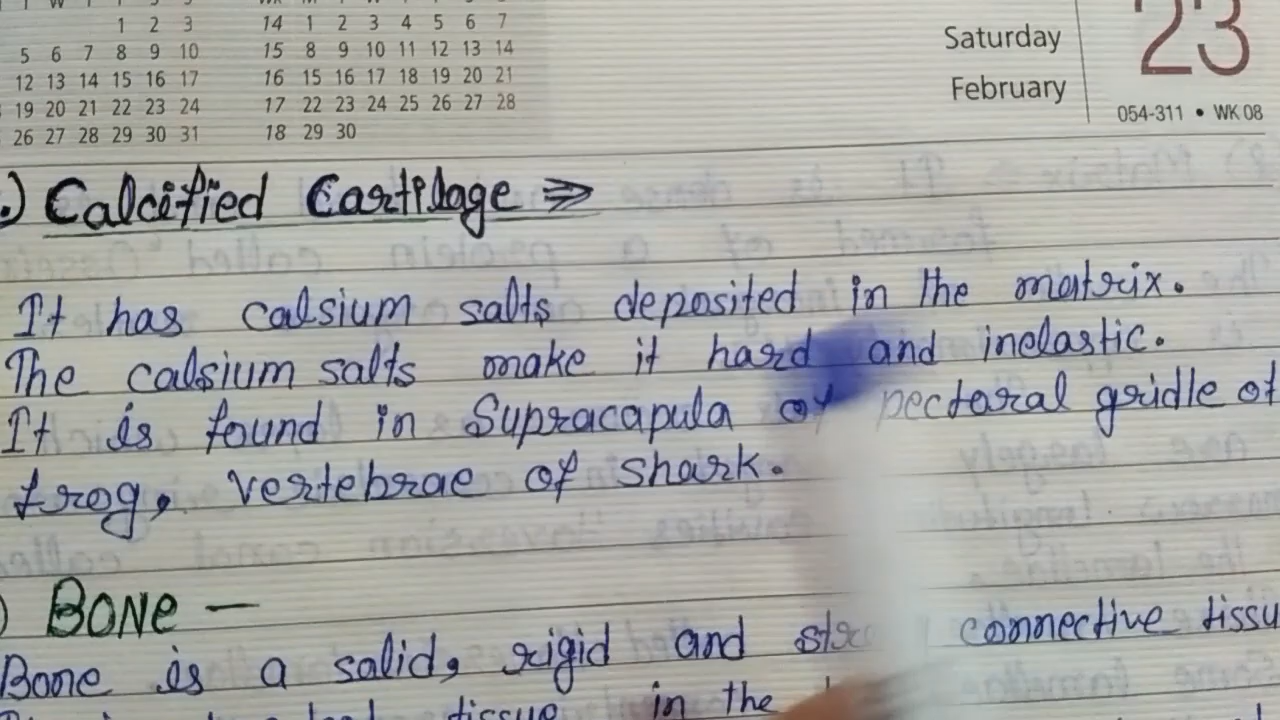 1 2 3
5 6 7 8 9 10
12 13 14 15 16 17
19 20 21 22 23 24
26 27 28 29 30 31
14 1 2 3 4 5 6 7
15 8 9 10 11 12 13 14
16 15 16 17 18 19 20 21
17 22 23 24 25 26 27 28
18 29 30
Saturday
February
23
054-311 • WK 08
.) Calcified Cartilage ⇒
It has calsium salts deposited in the matrix.
The calsium salts make it hard and inelastic.
It is found in Supracapula of pectoral gridle of
frog, vertebrae of shark.
) BONE —
Bone is a salid, rigid and connective tissu
tissue in the